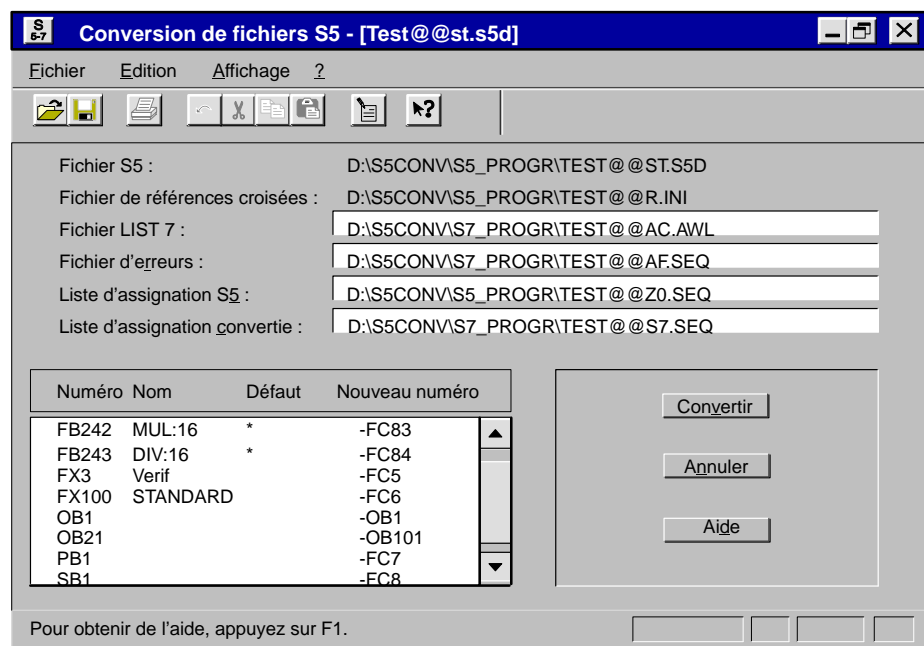 S
5-7
Conversion de fichiers S5 - [Test@@st.s5d]
Fichier Edition Affichage ?
?
Fichier S5 : D:\S5CONV\S5_PROGR\TEST@@ST.S5D
Fichier de références croisées : D:\S5CONV\S5_PROGR\TEST@@R.INI
Fichier LIST 7 : D:\S5CONV\S7_PROGR\TEST@@AC.AWL
Fichier d'erreurs : D:\S5CONV\S7_PROGR\TEST@@AF.SEQ
Liste d'assignation S5 : D:\S5CONV\S5_PROGR\TEST@@Z0.SEQ
Liste d'assignation convertie : D:\S5CONV\S7_PROGR\TEST@@S7.SEQ
Numéro Nom Défaut Nouveau numéro
FB242 MUL:16 * -FC83
FB243 DIV:16 * -FC84
FX3 Verif -FC5
FX100 STANDARD -FC6
OB1 -OB1
OB21 -OB101
PB1 -FC7
SB1 -FC8
Convertir
Annuler
Aide
Pour obtenir de l'aide, appuyez sur F1.